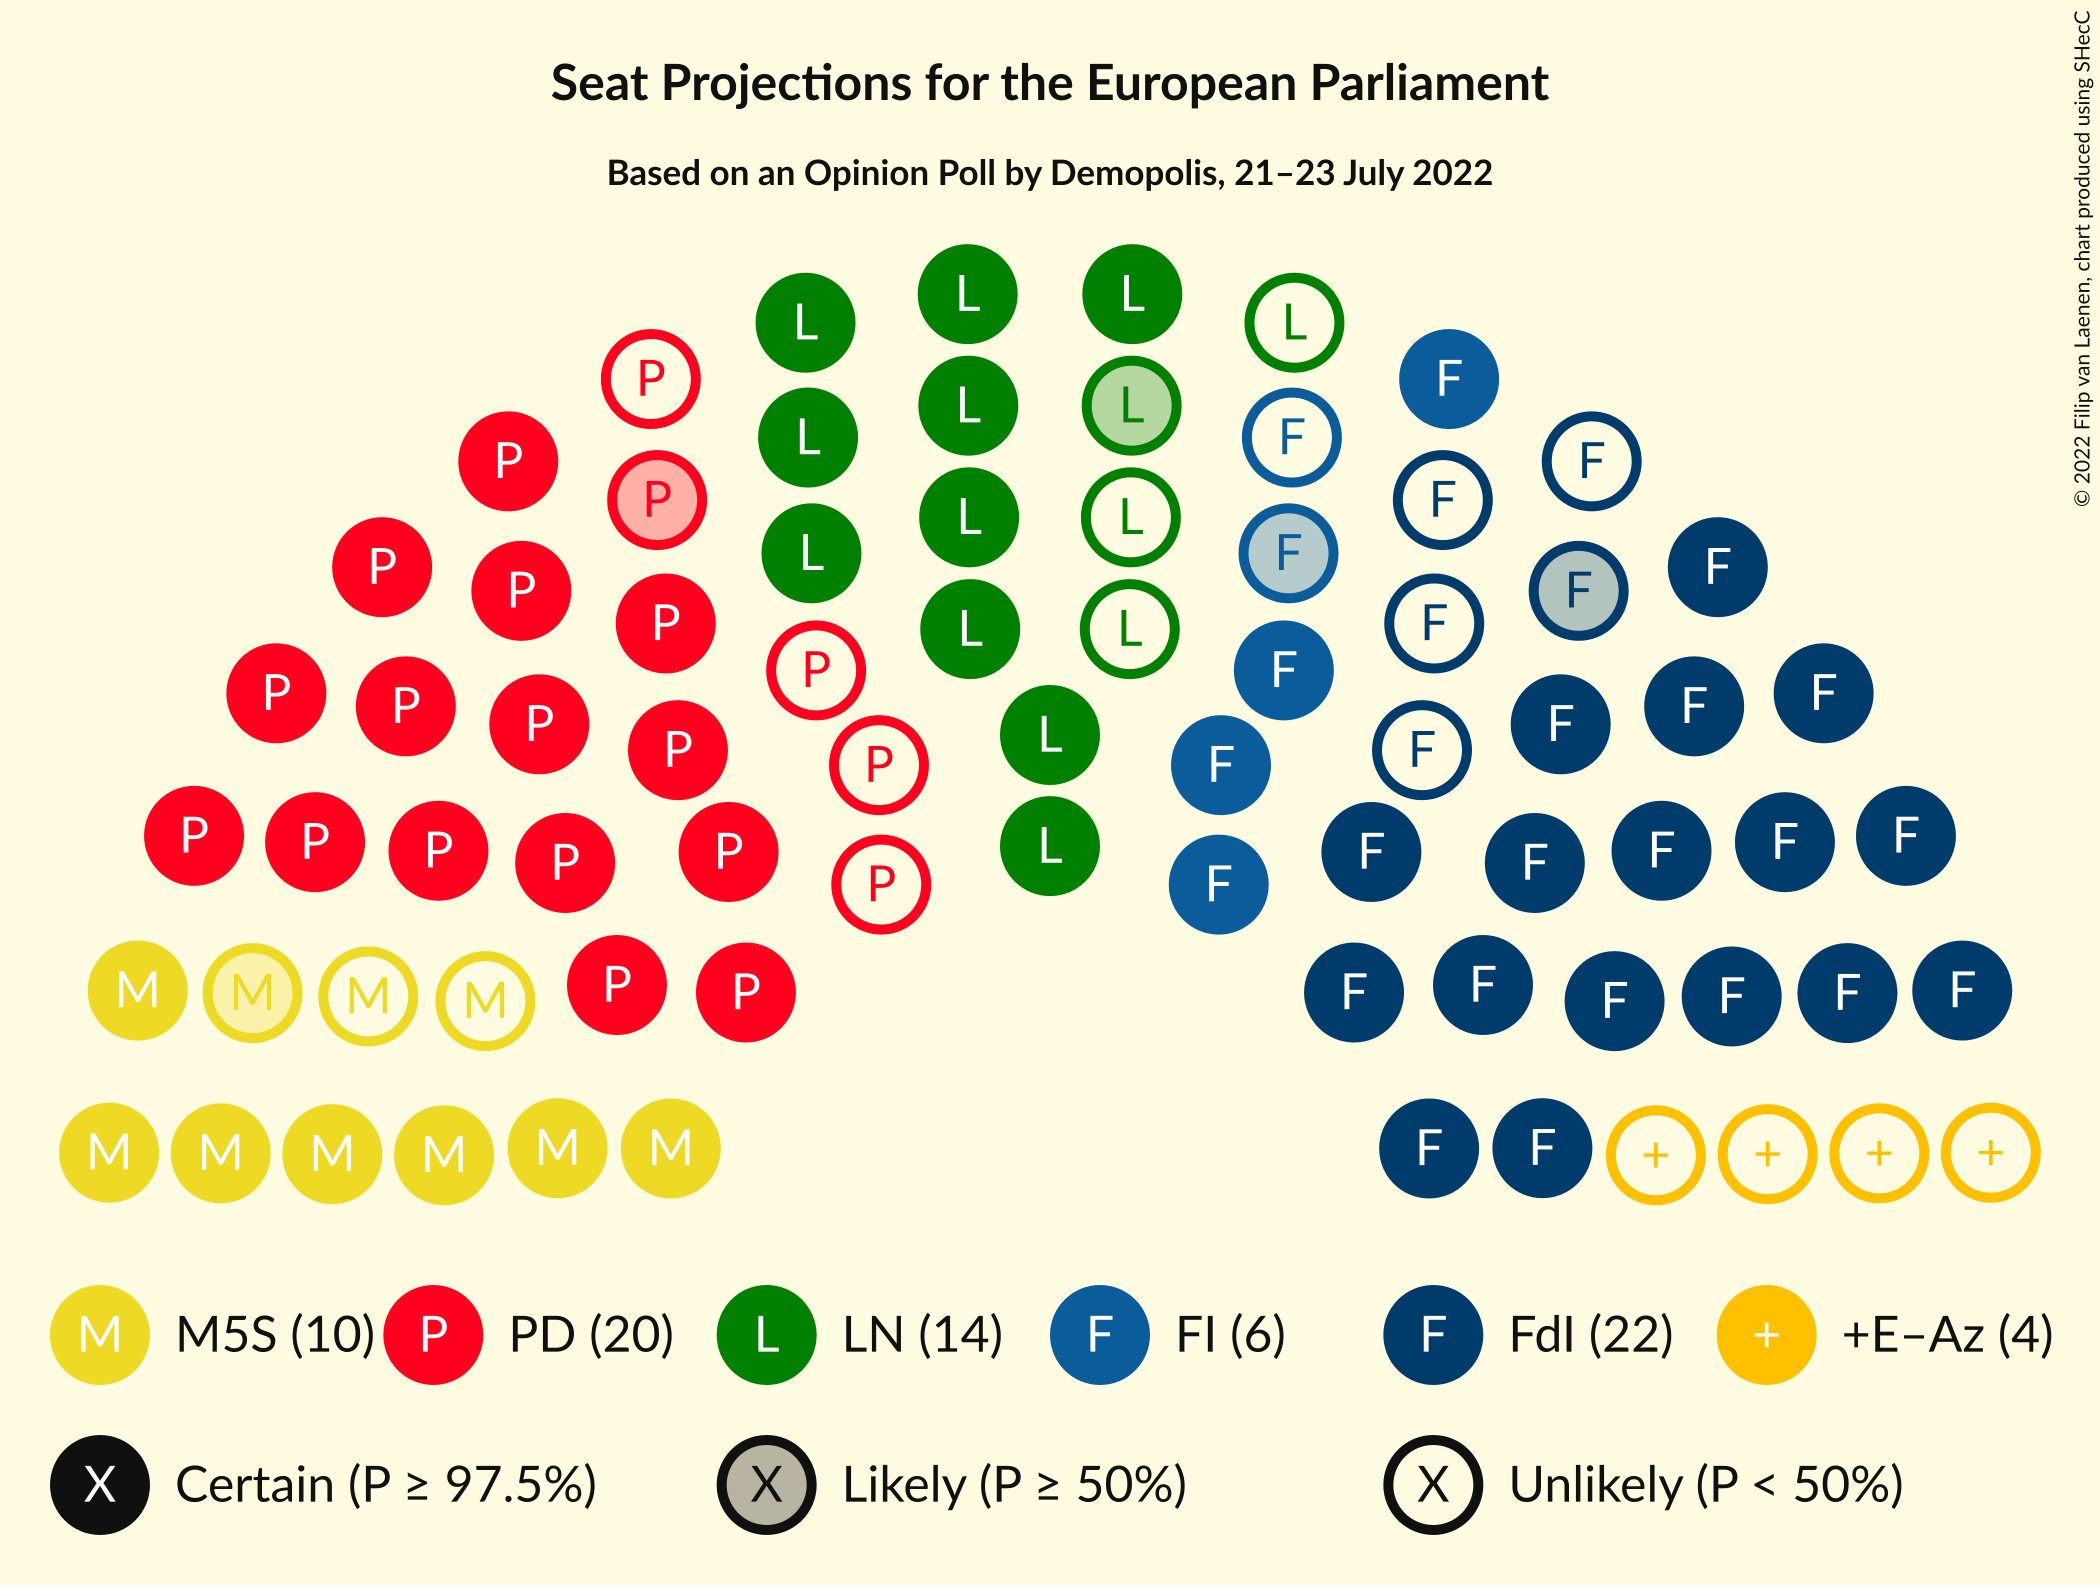 Seat Projections for the European Parliament
Based on an Opinion Poll by Demopolis, 21–23 July 2022
© 2022 Filip van Laenen, chart produced using SHecC
L L
L L
P F
L L
L F
P F
P F
P F
L L
L F
P F
P F
P F
L L
P F
P F
P F
P F
P F
P F
L
P F
P F
P F
P F
P F
P F
L
P F
P F
M M M M P P F F F F F F
M M M M M M F F + + + +
M M5S (10) P PD (20) L LN (14) F FI (6) F FdI (22) + +E–Az (4)
X Certain (P ≥ 97.5%) X Likely (P ≥ 50%) X Unlikely (P < 50%)